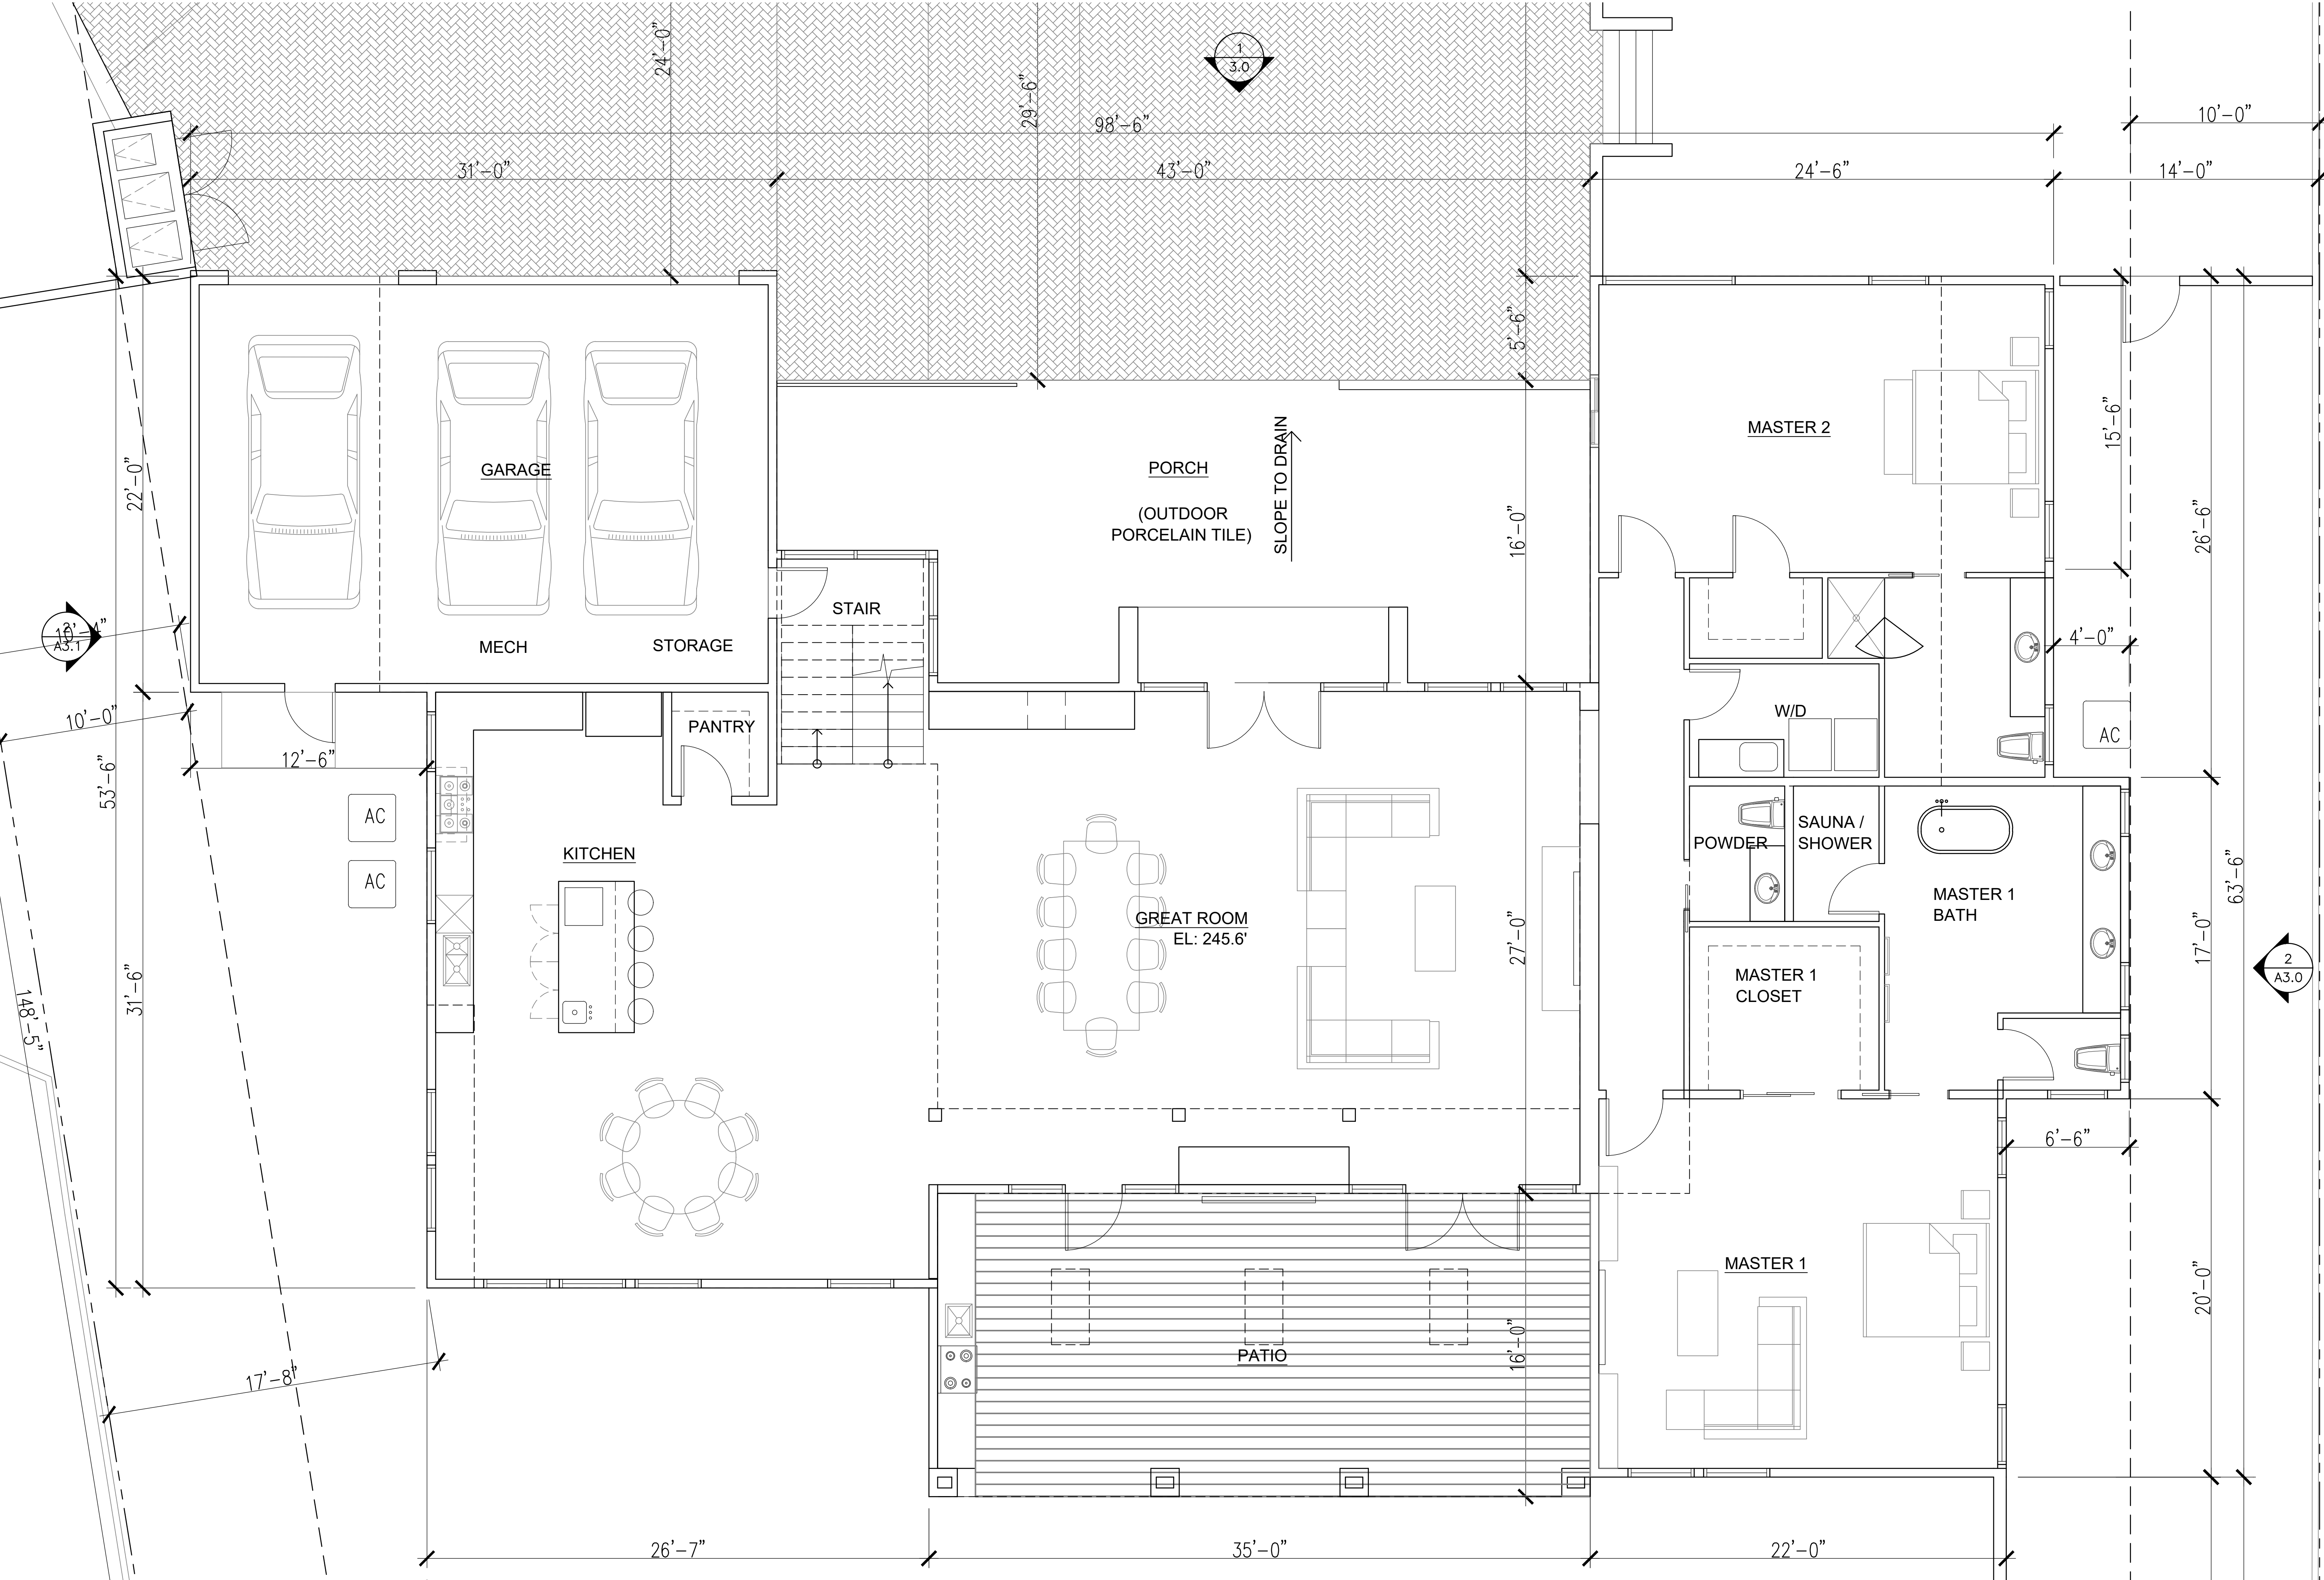 24'-0"
29'-6"
1
3.0
98'-6"
10'-0"
31'-0"
43'-0"
24'-6"
14'-0"
5'-6"
MASTER 2
15'-6"
GARAGE
22'-0"
PORCH
(OUTDOOR
PORCELAIN TILE)
SLOPE TO DRAIN
16'-0"
26'-6"
STAIR
MECH
STORAGE
10'-4"
A3.1
4'-0"
10'-0"
PANTRY
W/D
AC
12'-6"
53'-6"
AC
AC
KITCHEN
POWDER
SAUNA /
SHOWER
MASTER 1
BATH
63'-6"
GREAT ROOM
EL: 245.6'
27'-0"
17'-0"
2
A3.0
31'-6"
148'-5"
MASTER 1
CLOSET
6'-6"
MASTER 1
20'-0"
17'-8"
PATIO
16'-0"
26'-7"
35'-0"
22'-0"